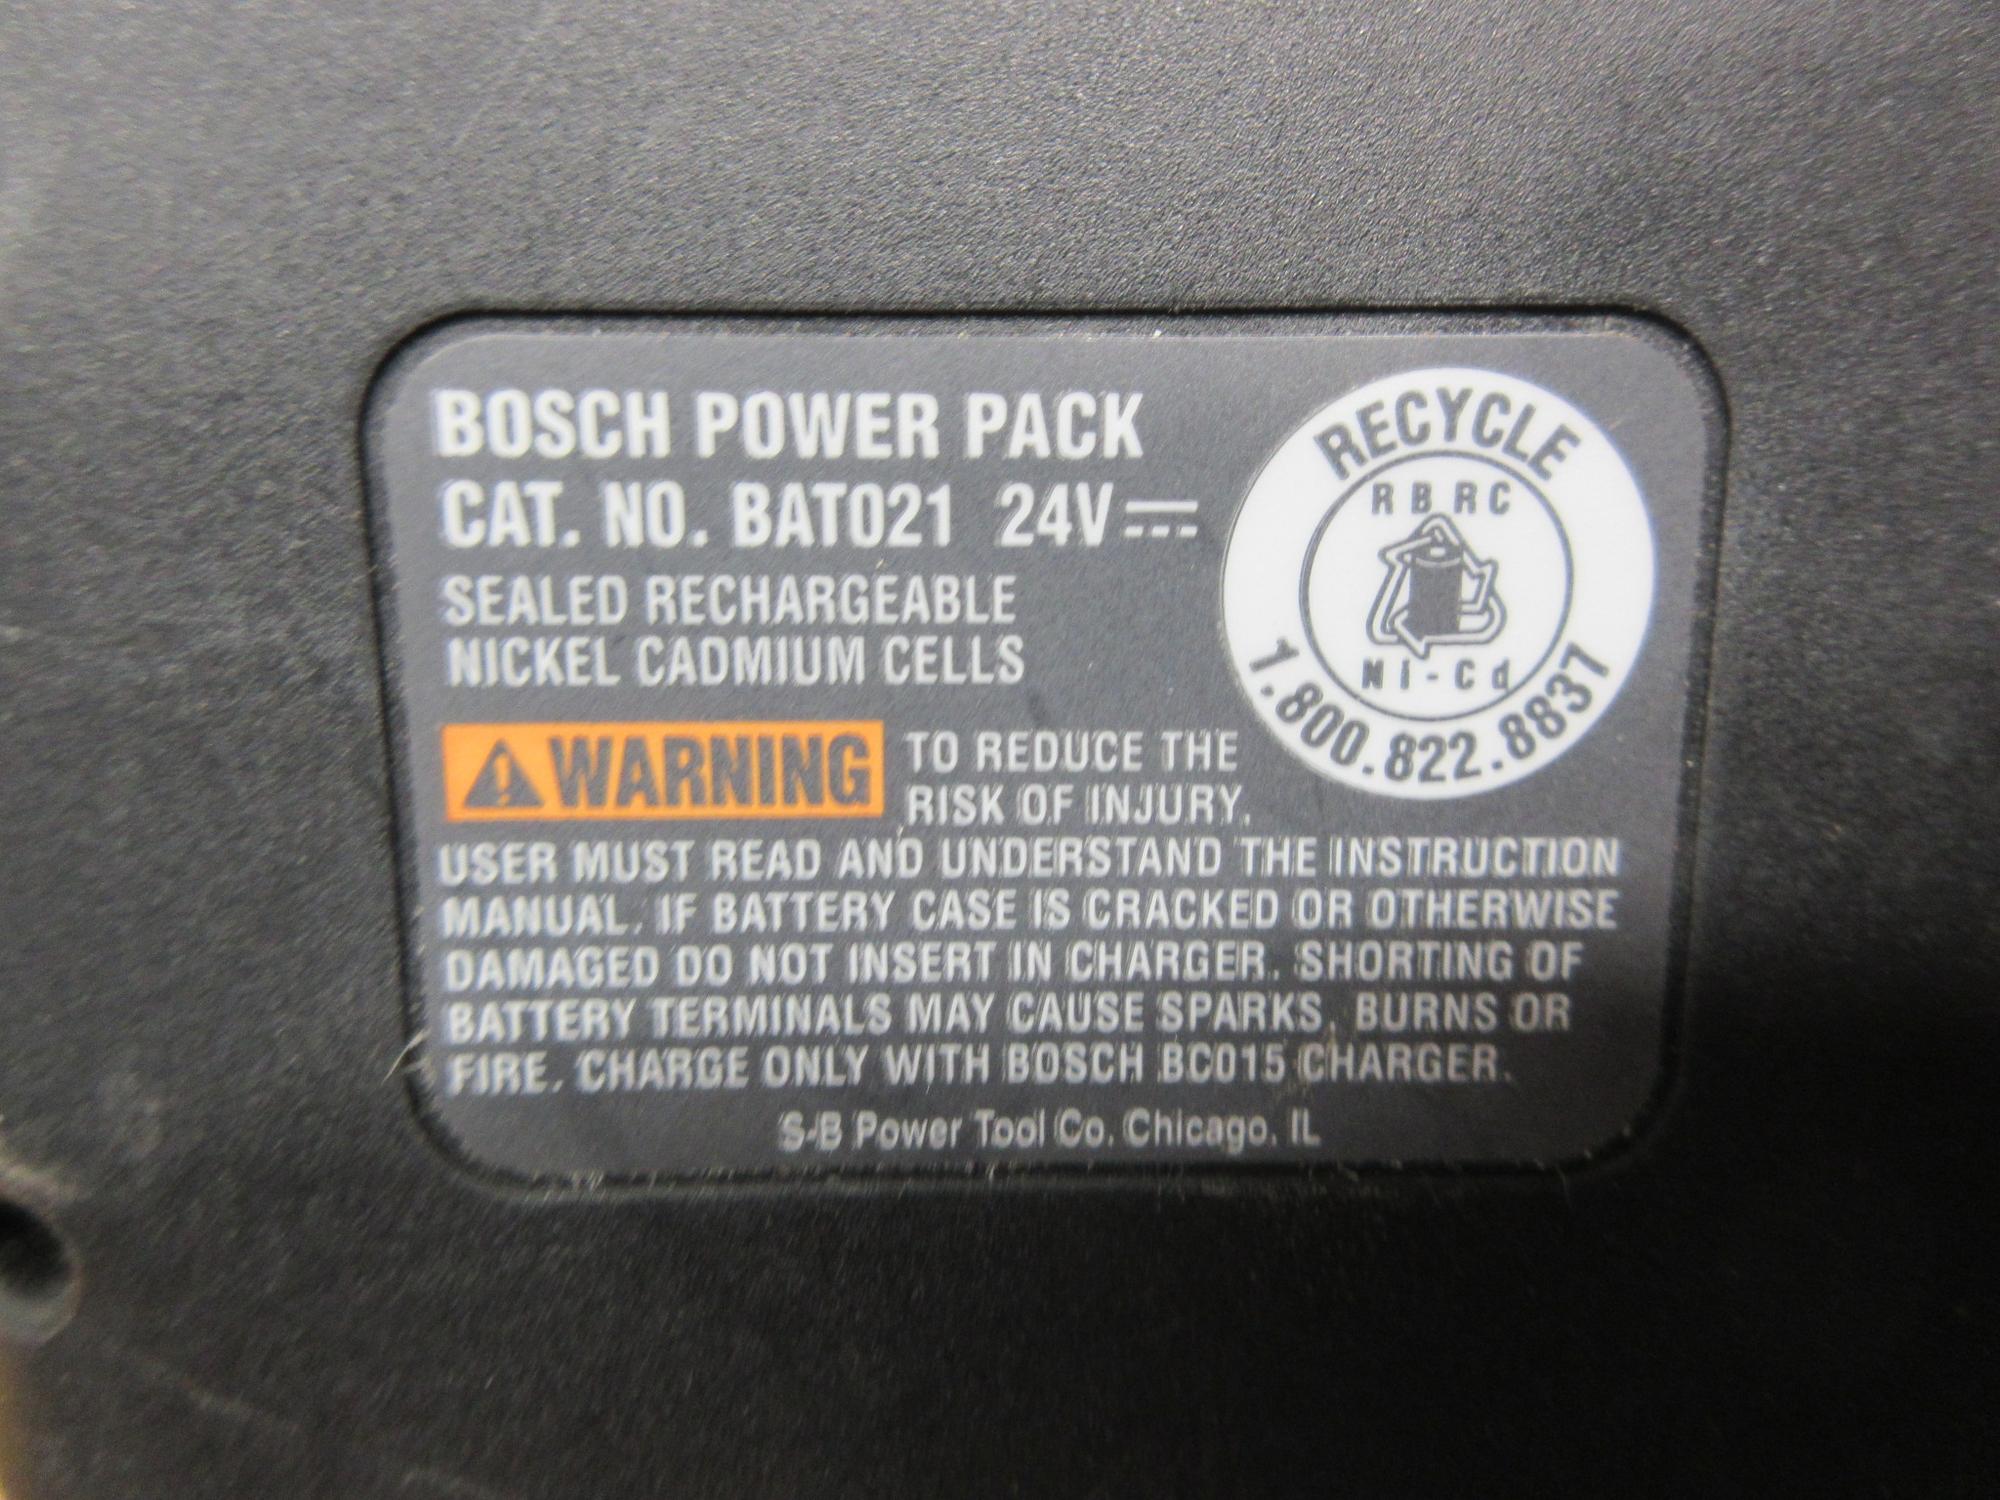 BOSCH POWER PACK
CAT. NO. BAT021 24V
SEALED RECHARGEABLE
NICKEL CADMIUM CELLS
RECYCLE
RBRC
Ni-Cd
1.800.822.8837
WARNING TO REDUCE THE
RISK OF INJURY,
USER MUST READ AND UNDERSTAND THE INSTRUCTION
MANUAL. IF BATTERY CASE IS CRACKED OR OTHERWISE
DAMAGED DO NOT INSERT IN CHARGER. SHORTING OF
BATTERY TERMINALS MAY CAUSE SPARKS, BURNS OR
FIRE. CHARGE ONLY WITH BOSCH BC015 CHARGER.
S-B Power Tool Co. Chicago, IL